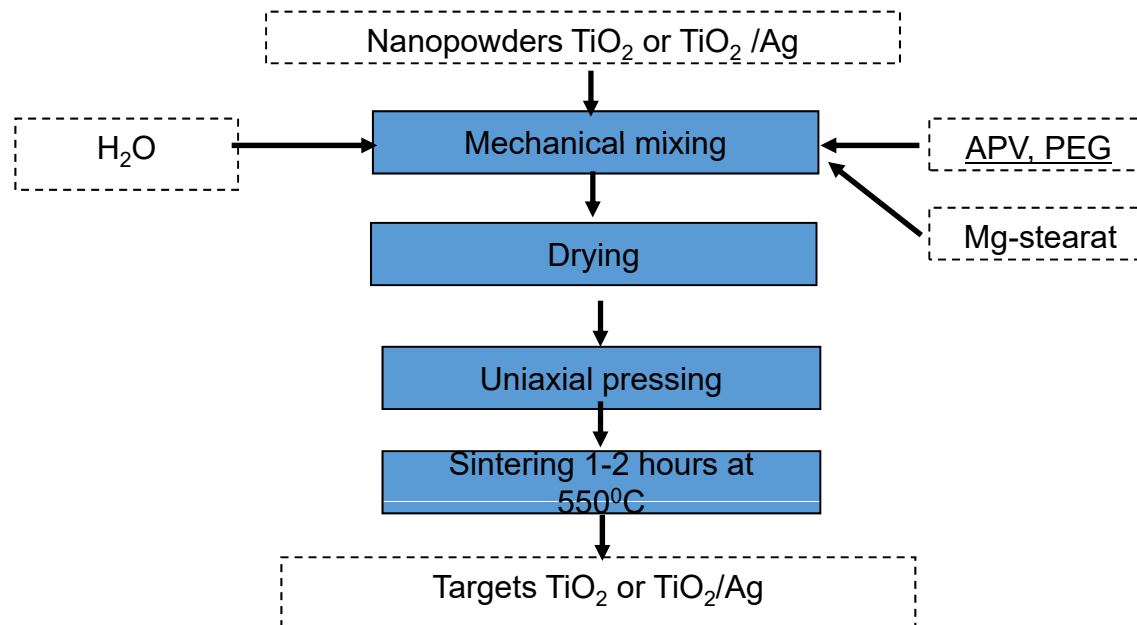 Nanopowders TiO₂ or TiO₂ /Ag
Mechanical mixing
H₂O
APV, PEG
Mg-stearat
Drying
Uniaxial pressing
Sintering 1-2 hours at
550⁰C
Targets TiO₂ or TiO₂/Ag